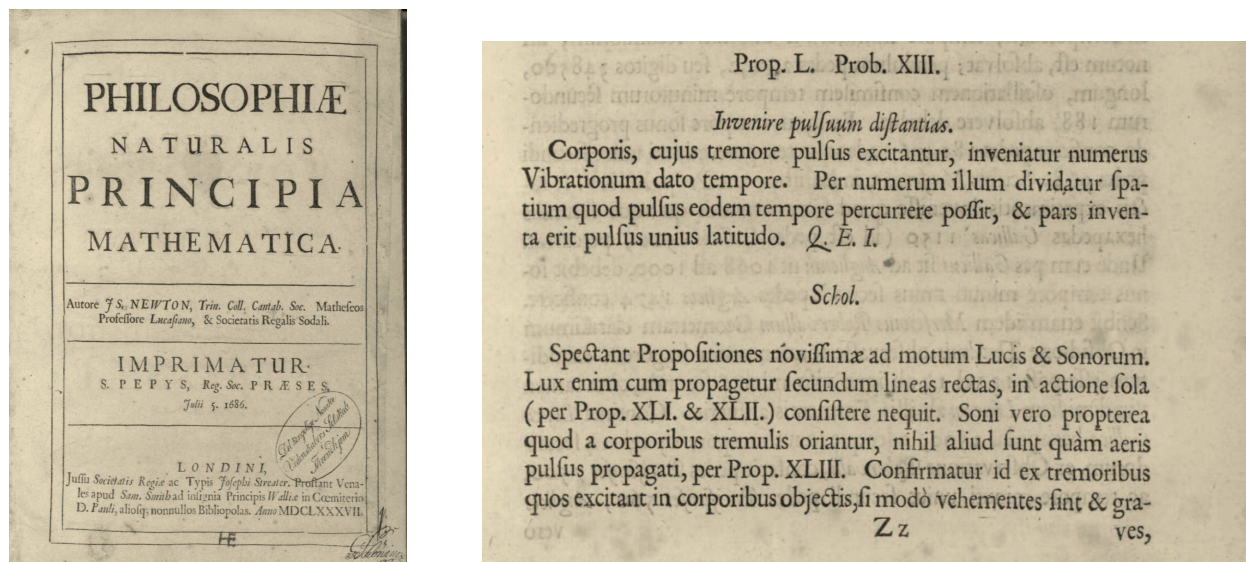 PHILOSOPHIÆ
NATURALIS
PRINCIPIA
MATHEMATICA.
Autore J S. NEWTON, Trin. Coll. Cantab. Soc. Matheſeos
Profeſſore Lucaſiano, & Societatis Regalis Sodali.
IMPRIMATUR.
S. PEPYS, Reg. Soc. PRÆSES.
Julii 5. 1686.
LONDINI,
Juſſu Societatis Regiæ ac Typis Joſephi Streater. Proſtant Vena-
les apud Sam. Smith ad inſignia Principis Walliæ in Cœmiterio
D. Pauli, alioſq; nonnullos Bibliopolas. Anno MDCLXXXVII.
Prop. L. Prob. XIII.
Invenire pulſuum diſtantias.
Corporis, cujus tremore pulſus excitantur, inveniatur numerus
Vibrationum dato tempore. Per numerum illum dividatur ſpa-
tium quod pulſus eodem tempore percurrere poſſit, & pars inven-
ta erit pulſus unius latitudo. Q. E. I.
Schol.
Spectant Propoſitiones noviſſimæ ad motum Lucis & Sonorum.
Lux enim cum propagetur ſecundum lineas rectas, in actione ſola
(per Prop. XLI. & XLII.) conſiſtere nequit. Soni vero propterea
quod a corporibus tremulis oriantur, nihil aliud ſunt quàm aeris
pulſus propagati, per Prop. XLIII. Confirmatur id ex tremoribus
quos excitant in corporibus objectis, ſi modò vehementes ſint & gra-
Zz ves,